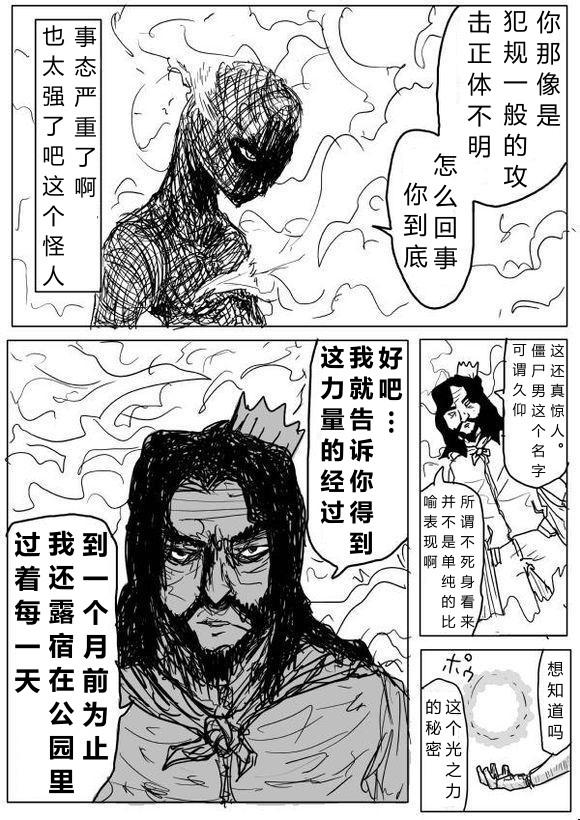 你那像是
犯规一般的攻
击正体不明
怎么回事
你到底
事态严重了啊
也太强了吧这个怪人
这还真惊人。
僵尸男这个名字
可谓久仰
所谓不死身看来
并不是单纯的比
喻表现啊
想知道吗
这个光之力
的秘密
ポゥ
好吧…
我就告诉你得到
这力量的经过
到一个月前为止
我还露宿在公园里
过着每一天